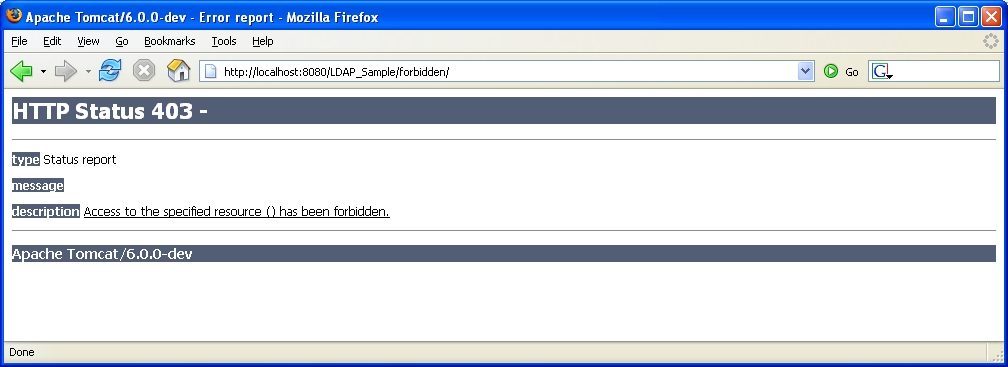 Apache Tomcat/6.0.0-dev - Error report - Mozilla Firefox
File Edit View Go Bookmarks Tools Help
http://localhost:8080/LDAP_Sample/forbidden/ Go G
HTTP Status 403 -
type Status report
message
description Access to the specified resource () has been forbidden.
Apache Tomcat/6.0.0-dev
Done